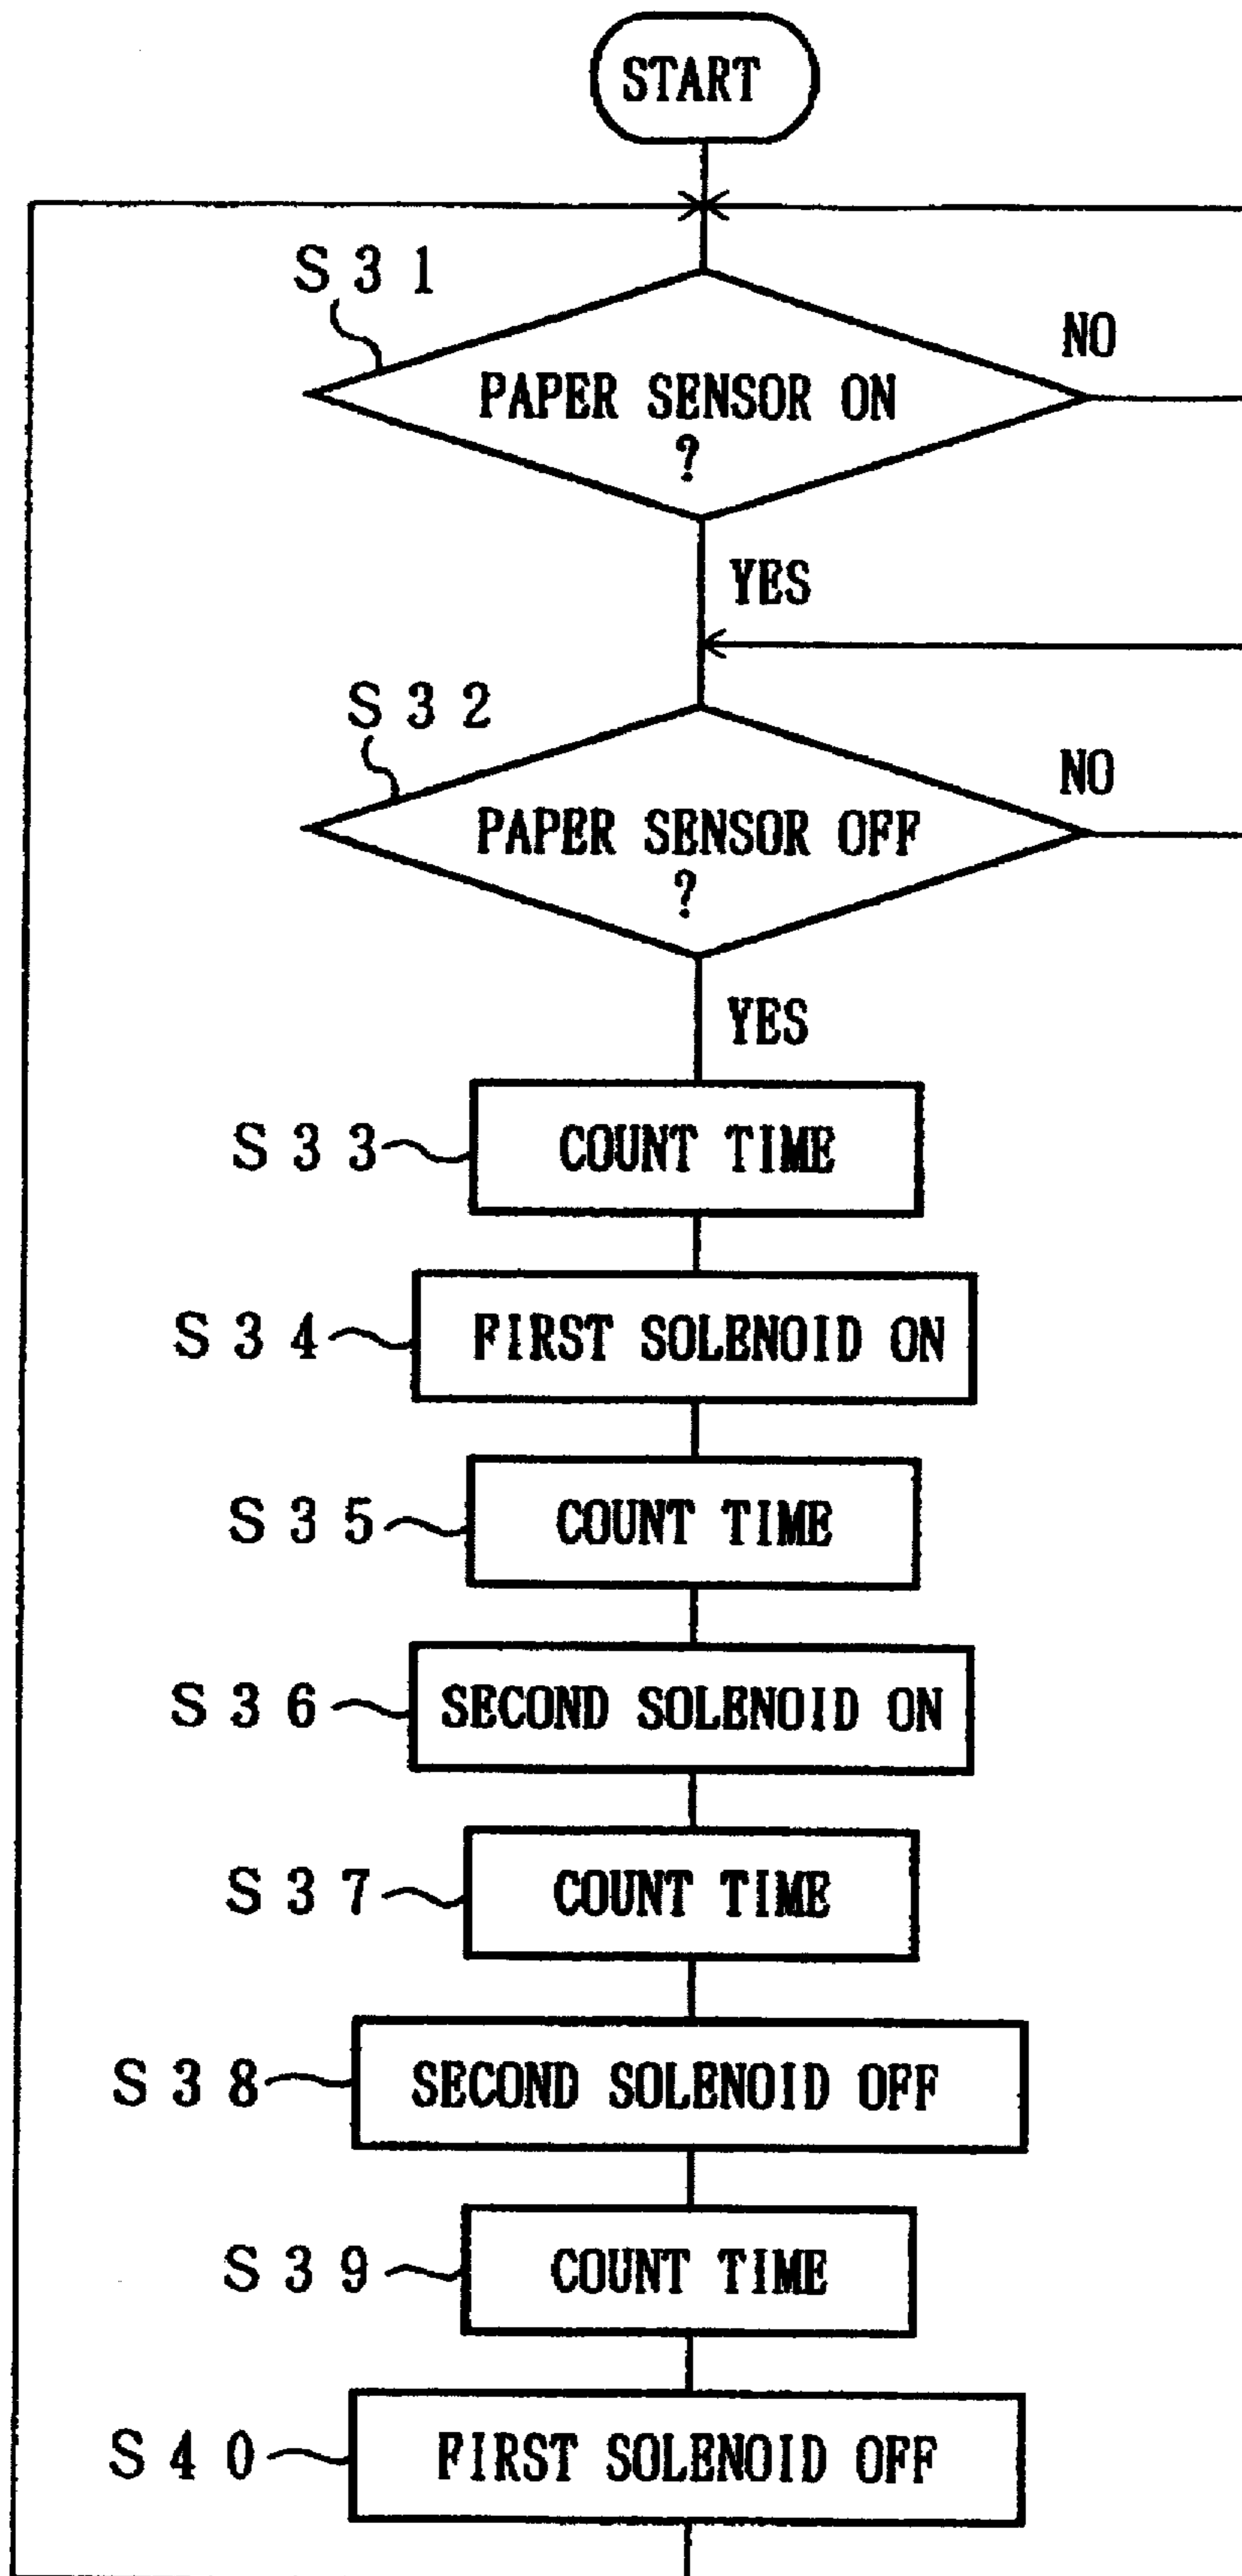 START
S31
NO
PAPER SENSOR ON
?
YES
S32
NO
PAPER SENSOR OFF
?
YES
S33 COUNT TIME
S34 FIRST SOLENOID ON
S35 COUNT TIME
S36 SECOND SOLENOID ON
S37 COUNT TIME
S38 SECOND SOLENOID OFF
S39 COUNT TIME
S40 FIRST SOLENOID OFF